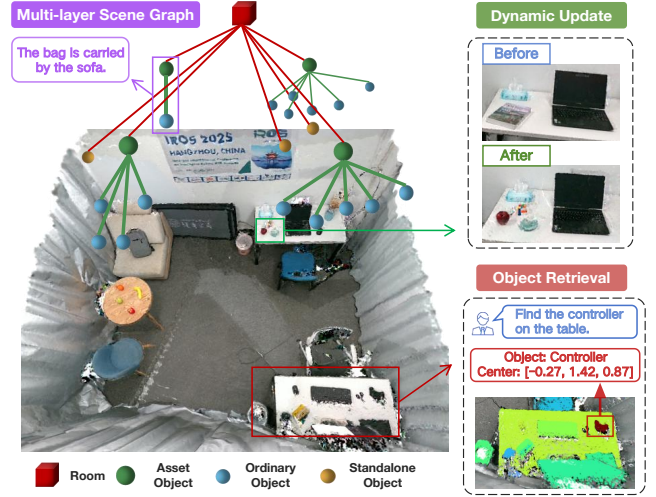 Multi-layer Scene Graph
The bag is carried
by the sofa.
IROS 2025
HANGZHOU, CHINA
IROS
Dynamic Update
Before
After
Object Retrieval
Find the controller
on the table.
Object: Controller
Center: [−0.27, 1.42, 0.87]
Room
Asset
Object
Ordinary
Object
Standalone
Object